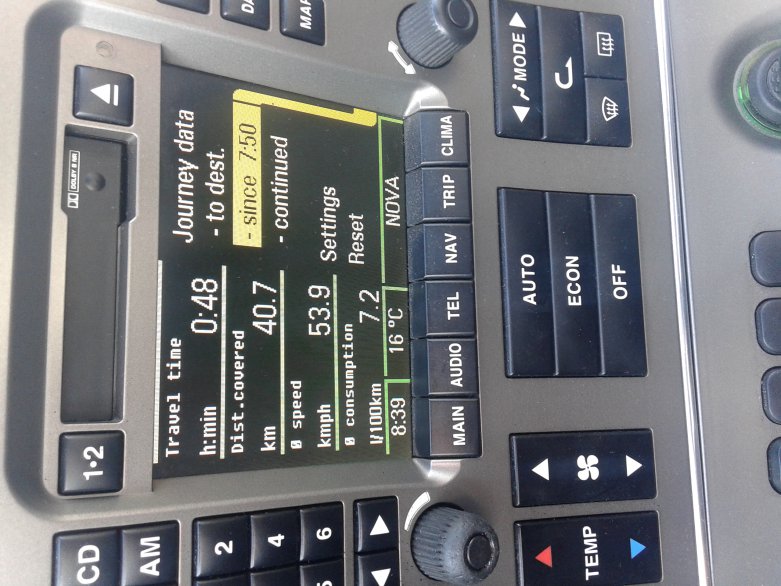 CD
AM
2
4
6
1•2
DOLBY B NR
MAP
Travel time
h:min 0:48
Dist.covered
km 40.7
Ø speed
kmph 53.9
Ø consumption
l/100km 7.2
Journey data
- to dest.
- since 7:50
- continued
Settings
Reset
8:39 16 °C NOVA
MAIN AUDIO TEL NAV TRIP CLIMA
TEMP
AUTO
ECON
OFF
MODE